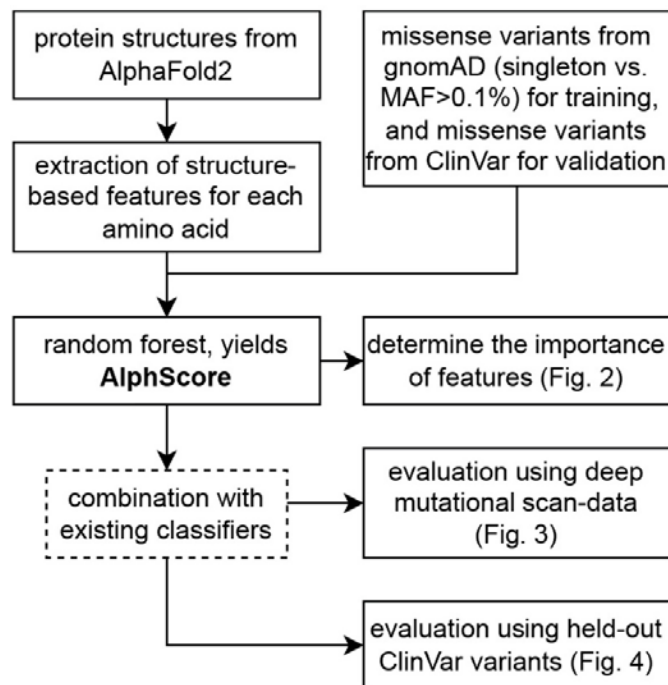 protein structures from
AlphaFold2
missense variants from
gnomAD (singleton vs.
MAF>0.1%) for training,
and missense variants
from ClinVar for validation
extraction of structure-
based features for each
amino acid
random forest, yields
AlphScore
determine the importance
of features (Fig. 2)
combination with
existing classifiers
evaluation using deep
mutational scan-data
(Fig. 3)
evaluation using held-out
ClinVar variants (Fig. 4)